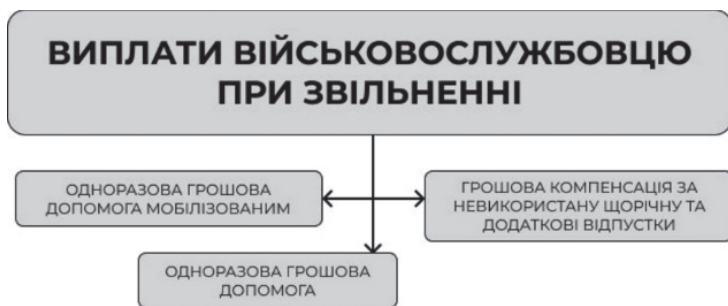 ВИПЛАТИ ВІЙСЬКОВОСЛУЖБОВЦЮ
ПРИ ЗВІЛЬНЕННІ
ОДНОРАЗОВА ГРОШОВА
ДОПОМОГА МОБІЛІЗОВАНИМ
ГРОШОВА КОМПЕНСАЦІЯ ЗА
НЕВИКОРИСТАНУ ЩОРІЧНУ ТА
ДОДАТКОВІ ВІДПУСТКИ
ОДНОРАЗОВА ГРОШОВА
ДОПОМОГА